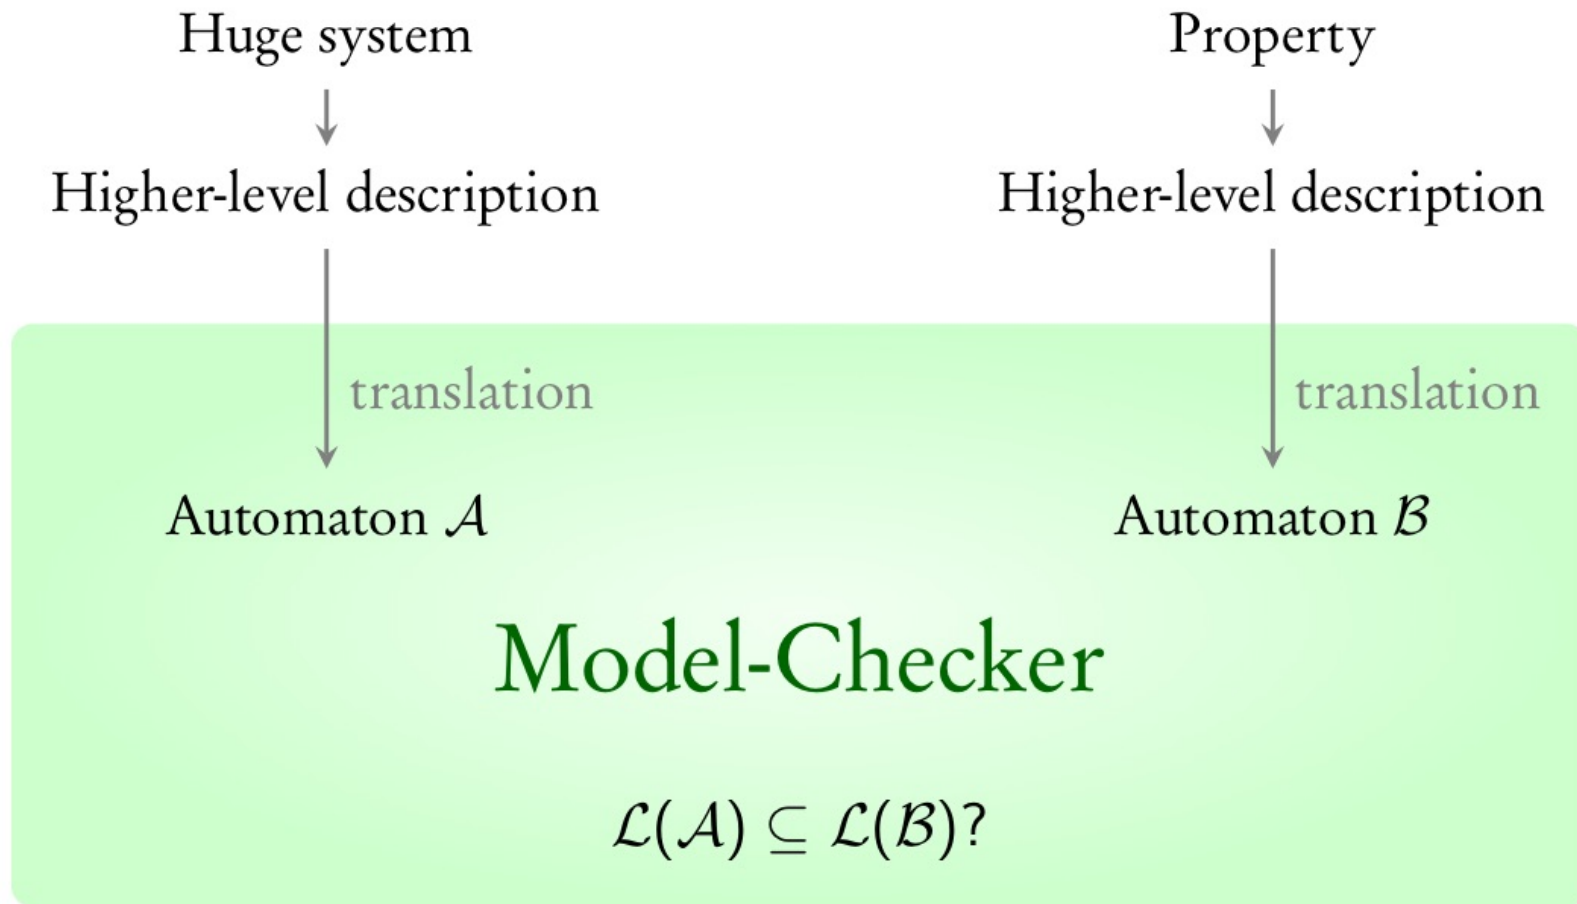 Huge system
Property
Higher-level description
Higher-level description
translation
translation
Automaton 𝒜
Automaton ℬ
Model-Checker
ℒ(𝒜) ⊆ ℒ(ℬ)?